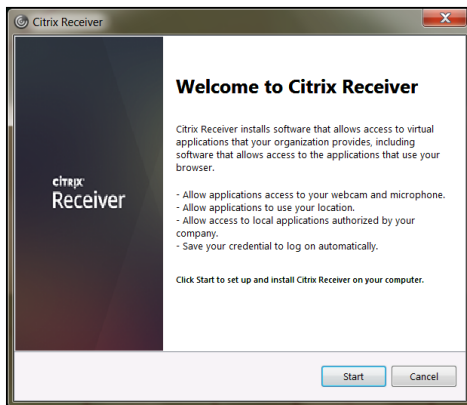 Citrix Receiver
Welcome to Citrix Receiver
Citrix Receiver installs software that allows access to virtual
applications that your organization provides, including
software that allows access to the applications that use your
browser.
- Allow applications access to your webcam and microphone.
- Allow applications to use your location.
- Allow access to local applications authorized by your
company.
- Save your credential to log on automatically.
Click Start to set up and install Citrix Receiver on your computer.
CITRIX
Receiver
Start
Cancel